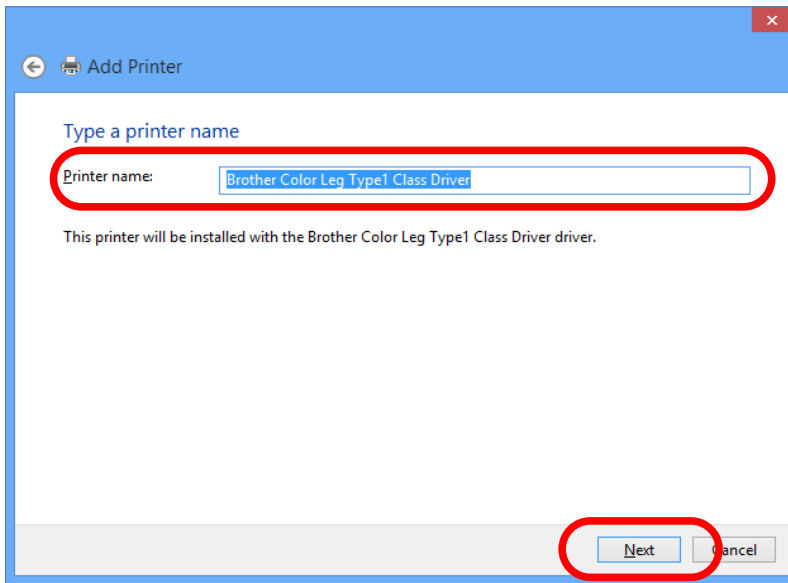 Add Printer
Type a printer name
Printer name: Brother Color Leg Type1 Class Driver
This printer will be installed with the Brother Color Leg Type1 Class Driver driver.
Next Cancel